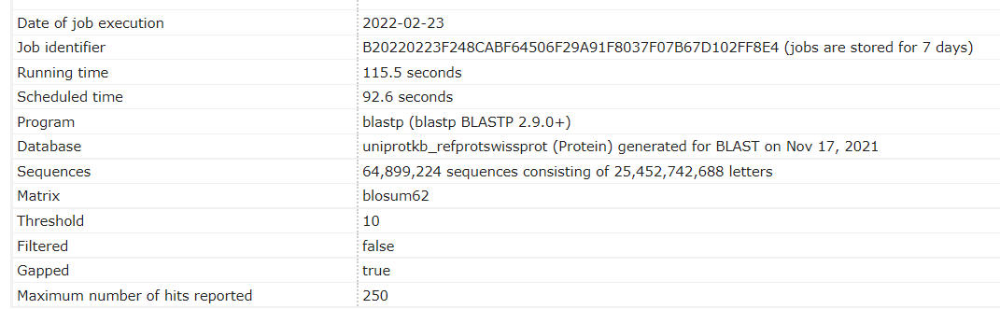 Date of job execution 2022-02-23
Job identifier B20220223F248CABF64506F29A91F8037F07B67D102FF8E4 (jobs are stored for 7 days)
Running time 115.5 seconds
Scheduled time 92.6 seconds
Program blastp (blastp BLASTP 2.9.0+)
Database uniprotkb_refprotswissprot (Protein) generated for BLAST on Nov 17, 2021
Sequences 64,899,224 sequences consisting of 25,452,742,688 letters
Matrix blosum62
Threshold 10
Filtered false
Gapped true
Maximum number of hits reported 250